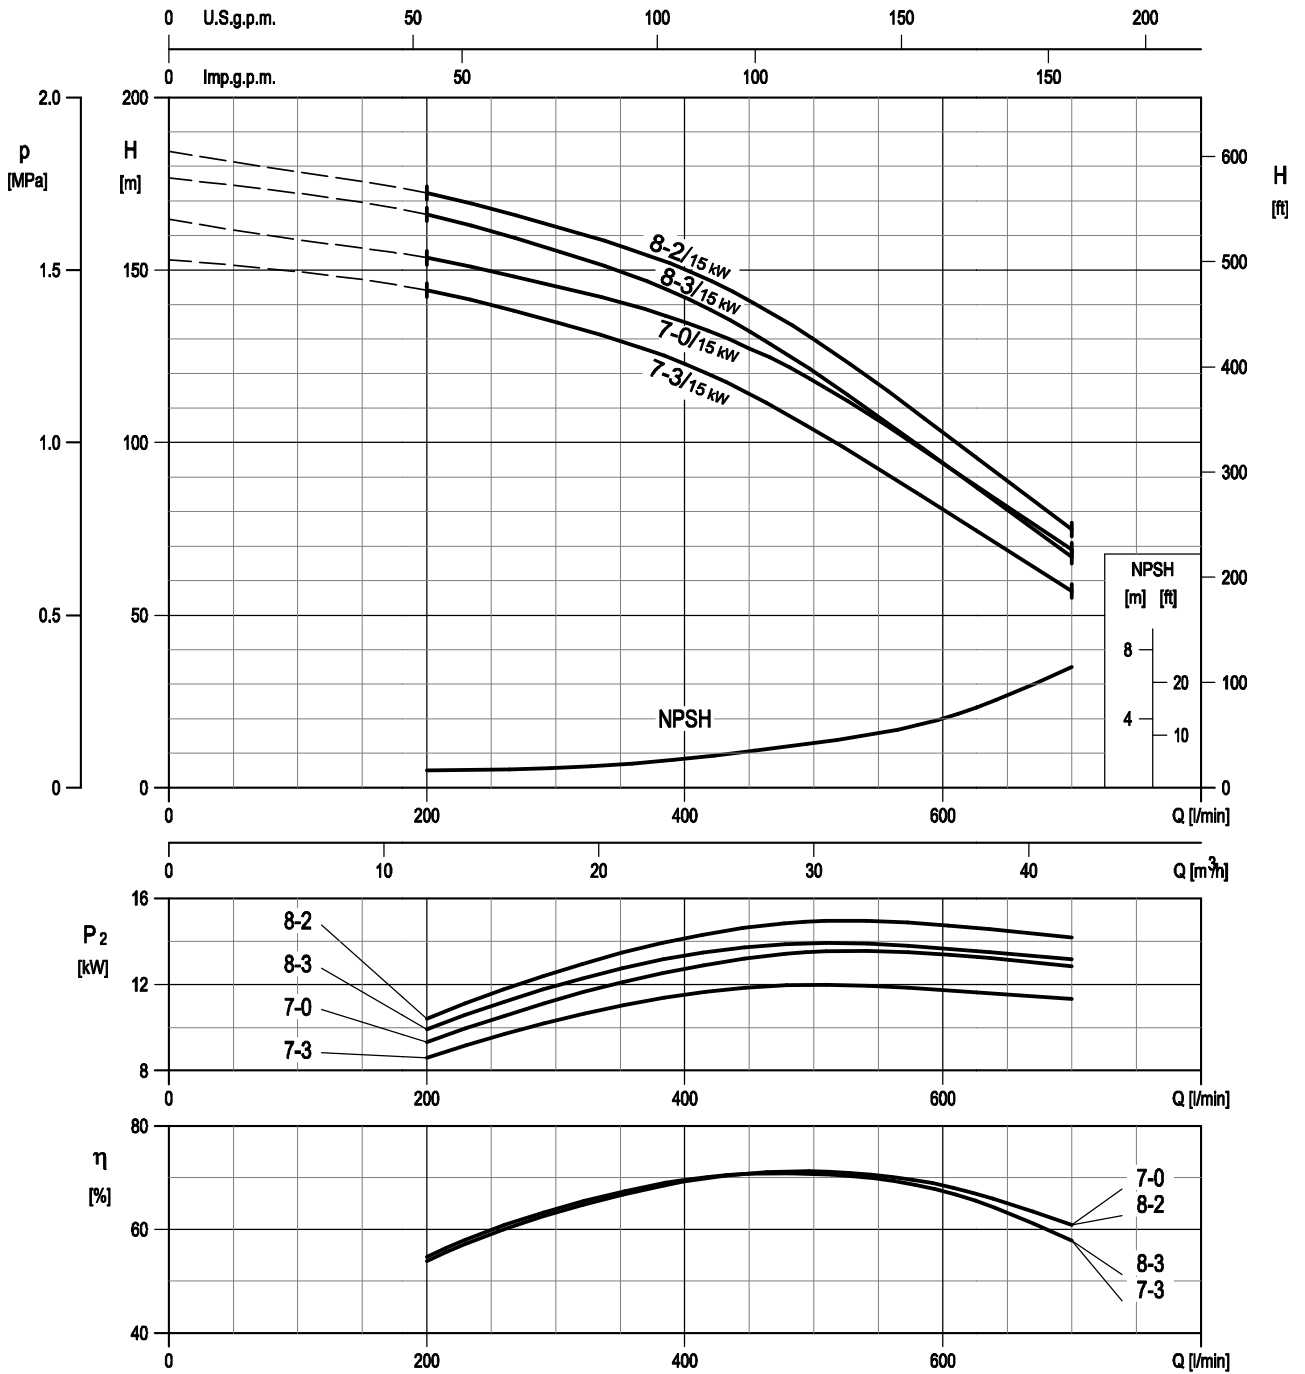 0 U.S.g.p.m. 50 100 150 200
0 Imp.g.p.m. 50 100 150
p
[MPa]
2.0
1.5
1.0
0.5
0
H
[m]
200
150
100
50
0
H
[ft]
600
500
400
300
200
100
0
8-2/15 kW
8-3/15 kW
7-0/15 kW
7-3/15 kW
NPSH
NPSH
[m] [ft]
8
20
4
10
0 200 400 600 Q [l/min]
0 10 20 30 40 Q [m³/h]
P2
[kW]
16
12
8
8-2
8-3
7-0
7-3
0 200 400 600 Q [l/min]
η
[%]
80
60
40
7-0
8-2
8-3
7-3
0 200 400 600 Q [l/min]